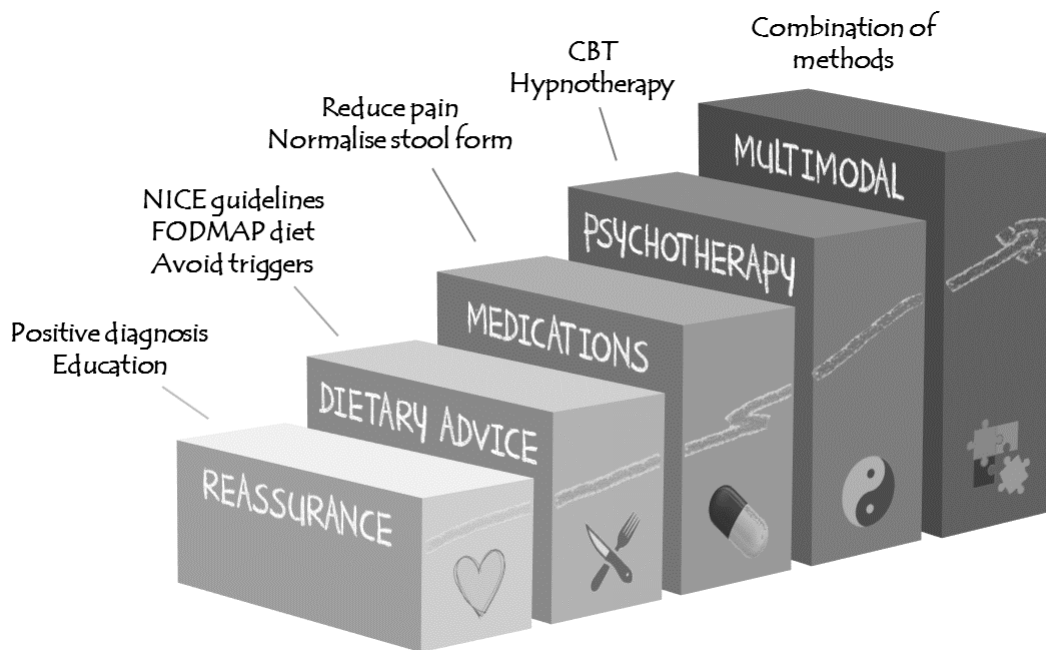 Combination of
methods
CBT
Hypnotherapy
Reduce pain
Normalise stool form
NICE guidelines
FODMAP diet
Avoid triggers
Positive diagnosis
Education
MULTIMODAL
PSYCHOTHERAPY
MEDICATIONS
DIETARY ADVICE
REASSURANCE